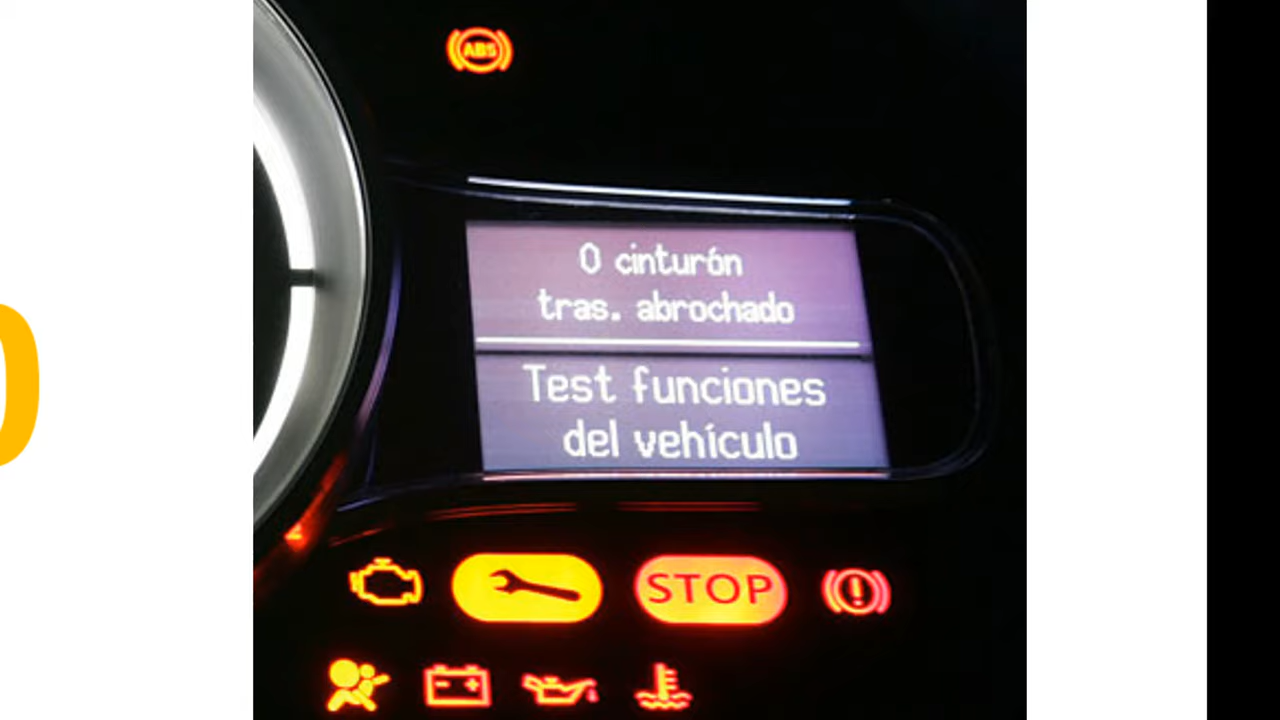 ABS
0 cinturón
tras. abrochado
Test funciones
del vehículo
STOP